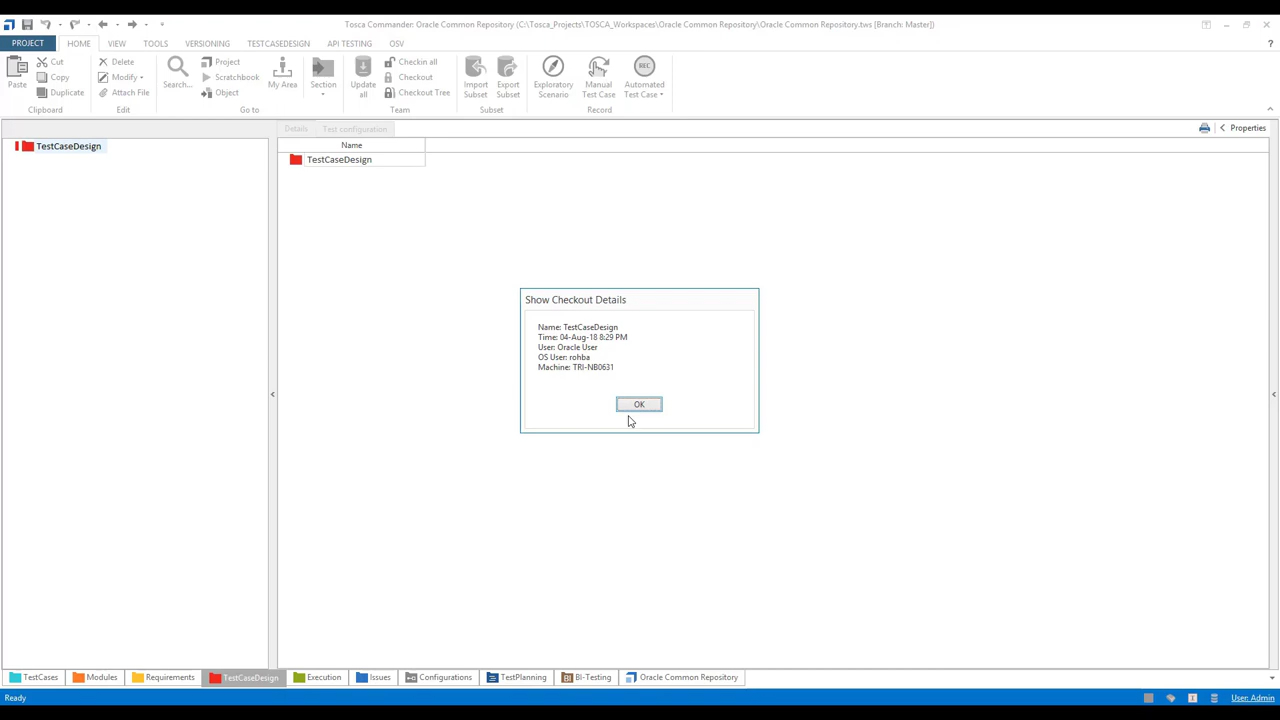 Tosca Commander: Oracle Common Repository (C:\Tosca_Projects\TOSCA_Workspaces\Oracle Common Repository\Oracle Common Repository.tws [Branch: Master])
PROJECT HOME VIEW TOOLS VERSIONING TESTCASEDESIGN API TESTING OSV ?
Paste
Cut
Copy
Duplicate
Clipboard
Delete
Modify
Attach File
Edit
Search...
Project
Scratchbook
Object
My Area
Go to
Section
Update all
Checkin all
Checkout
Checkout Tree
Team
Import Subset
Export Subset
Subset
Exploratory Scenario
Manual Test Case
REC
Automated Test Case
Record
Details Test configuration
Properties
TestCaseDesign
Name
TestCaseDesign
Show Checkout Details
Name: TestCaseDesign
Time: 04-Aug-18 8:29 PM
User: Oracle User
OS User: rohba
Machine: TRI-NB0631
OK
TestCases Modules Requirements TestCaseDesign Execution Issues Configurations TestPlanning BI BI-Testing Oracle Common Repository
Ready
User: Admin